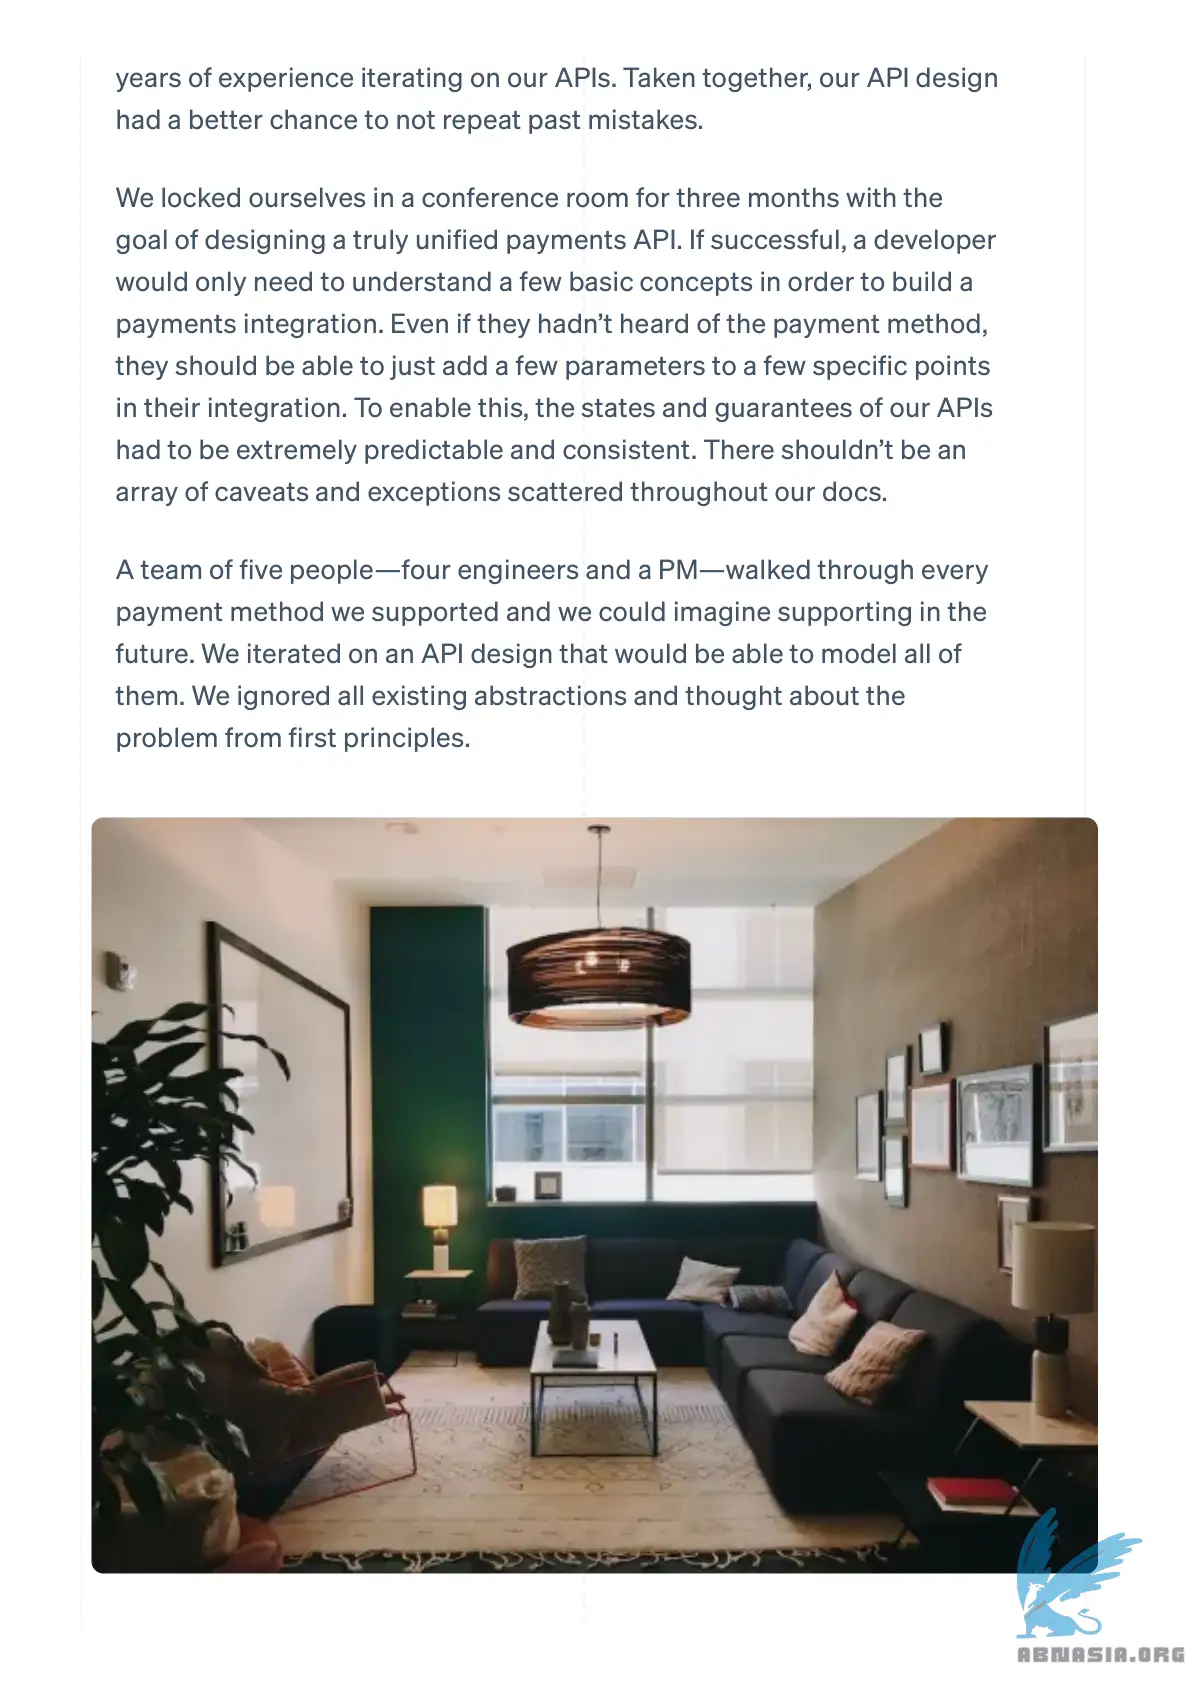 years of experience iterating on our APIs. Taken together, our API design
had a better chance to not repeat past mistakes.
We locked ourselves in a conference room for three months with the
goal of designing a truly unified payments API. If successful, a developer
would only need to understand a few basic concepts in order to build a
payments integration. Even if they hadn’t heard of the payment method,
they should be able to just add a few parameters to a few specific points
in their integration. To enable this, the states and guarantees of our APIs
had to be extremely predictable and consistent. There shouldn’t be an
array of caveats and exceptions scattered throughout our docs.
A team of five people—four engineers and a PM—walked through every
payment method we supported and we could imagine supporting in the
future. We iterated on an API design that would be able to model all of
them. We ignored all existing abstractions and thought about the
problem from first principles.
ABNASIA.ORG